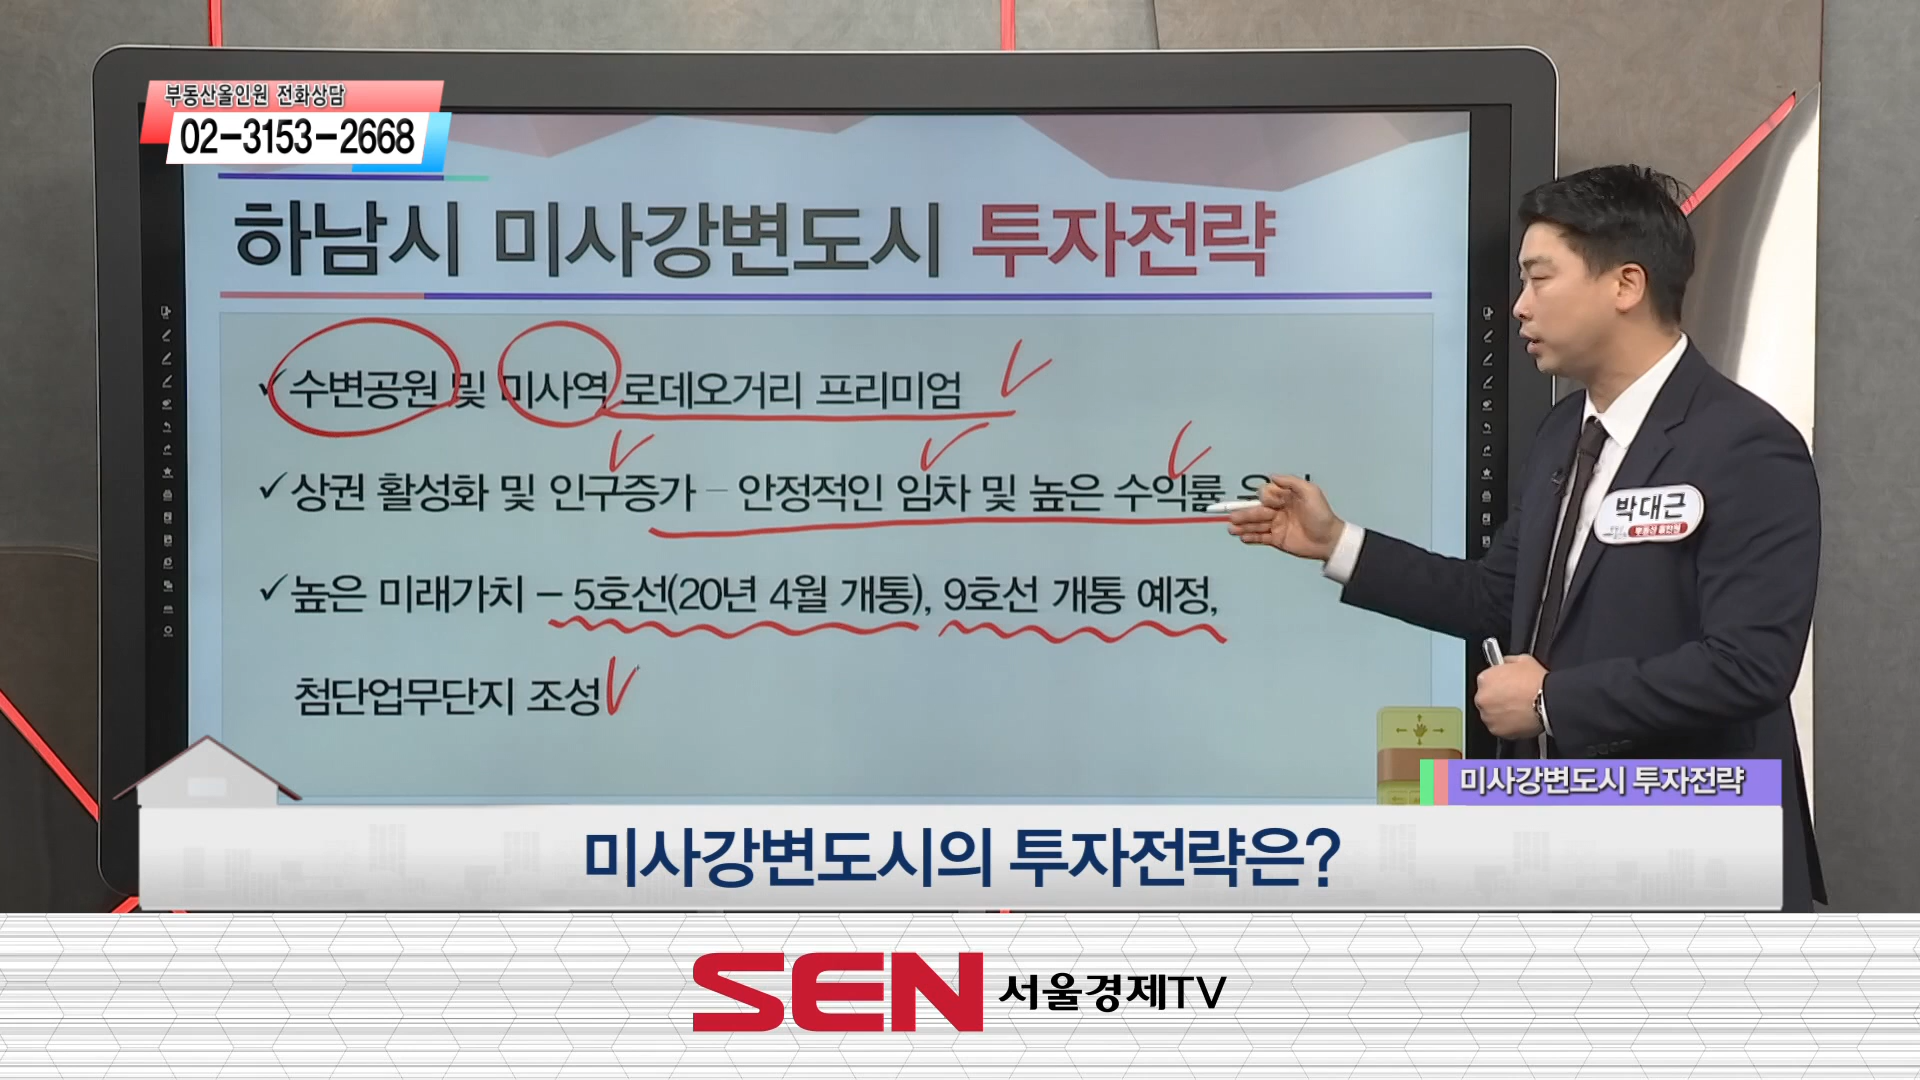 부동산올인원 전화상담
02-3153-2668
하남시 미사강변도시 투자전략
✓수변공원 및 미사역 로데오거리 프리미엄
✓상권 활성화 및 인구증가 – 안정적인 임차 및 높은 수익률
✓높은 미래가치 – 5호선(20년 4월 개통), 9호선 개통 예정,
첨단업무단지 조성
박대근
부동산 올인원
미사강변도시 투자전략
미사강변도시의 투자전략은?
SEN 서울경제TV